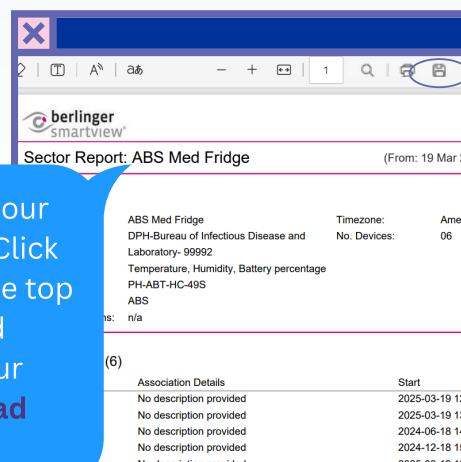 A | aあ
1
berlinger
smartview
Sector Report: ABS Med Fridge (From: 19 Mar
our
Click
e top
ad
ABS Med Fridge Timezone:
DPH-Bureau of Infectious Disease and No. Devices: 06
Laboratory- 99992
Temperature, Humidity, Battery percentage
PH-ABT-HC-49S
ABS
n/a
(6)
Association Details Start
No description provided 2025-03-19
No description provided 2025-03-19
No description provided 2024-06-18
No description provided 2024-12-18